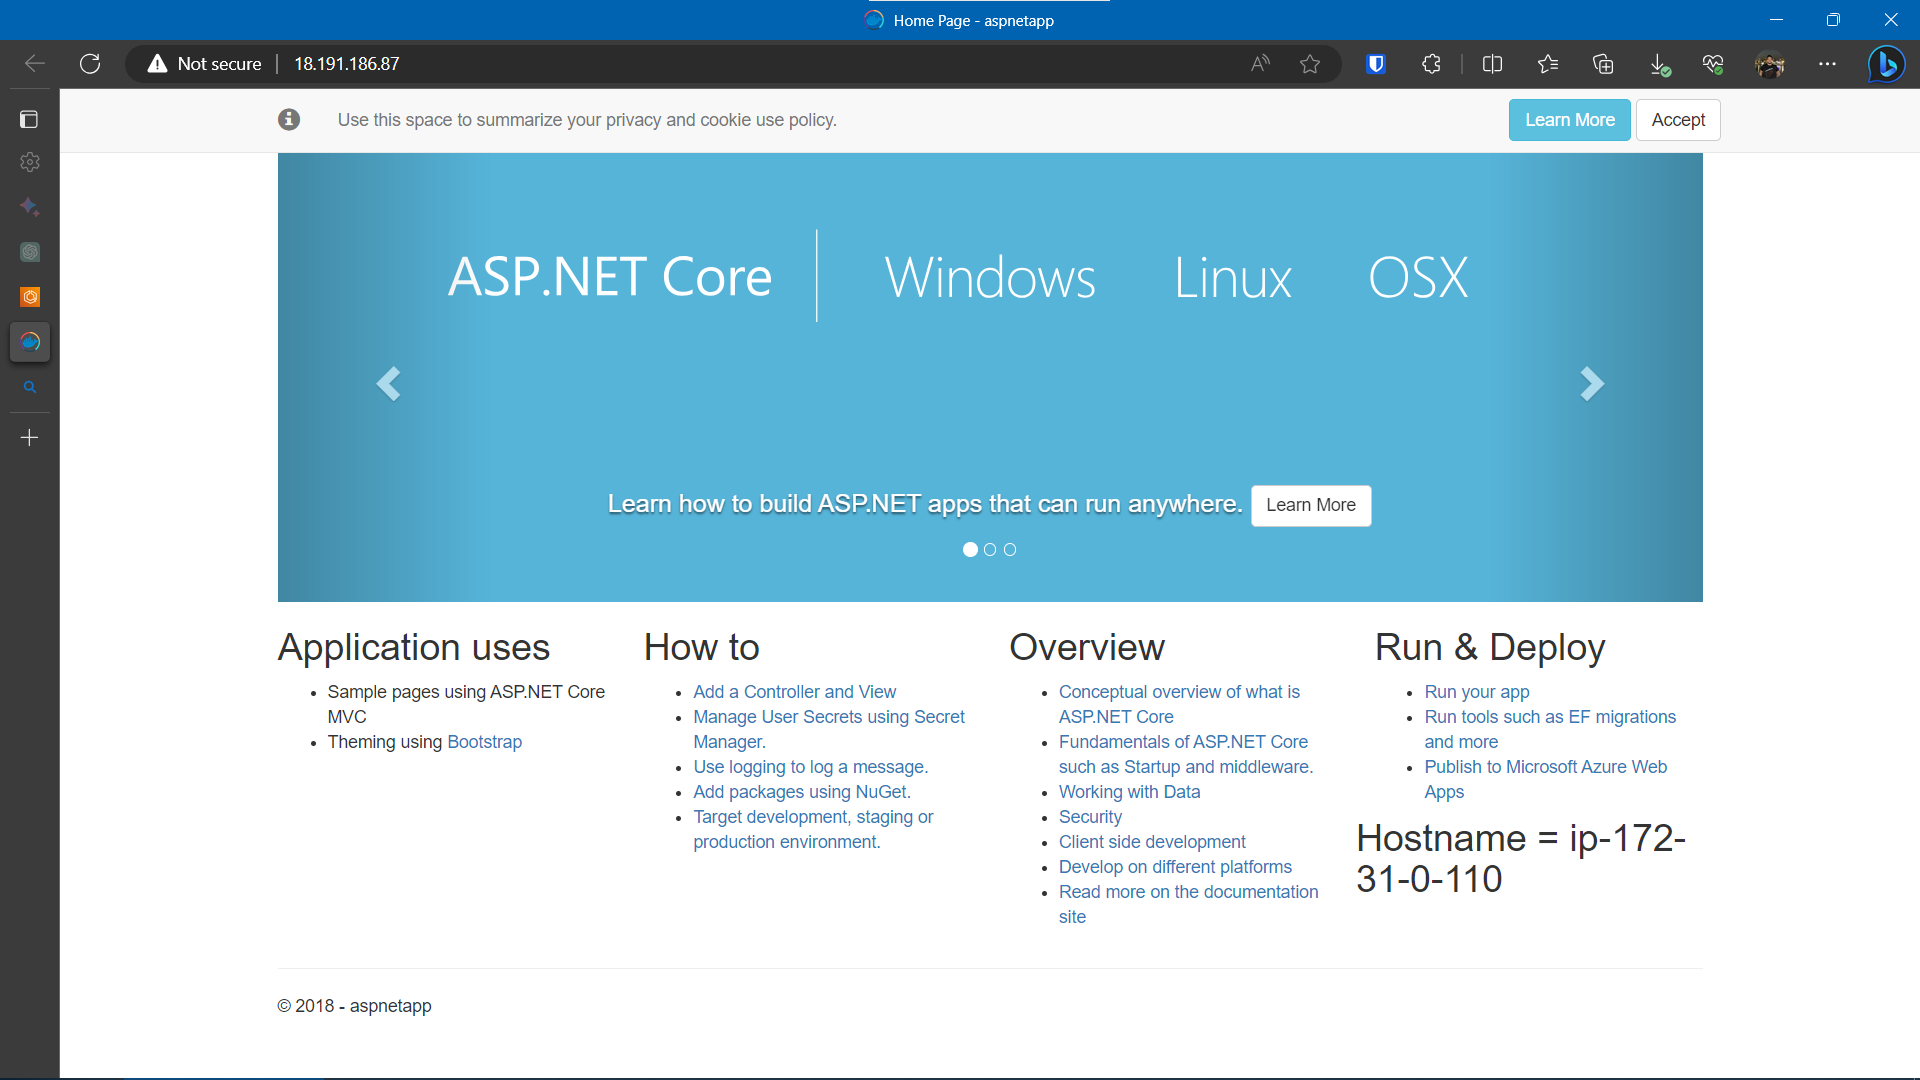 Home Page - aspnetapp
Not secure
18.191.186.87
Use this space to summarize your privacy and cookie use policy.
Learn More
Accept
ASP.NET Core
Windows
Linux
OSX
Learn how to build ASP.NET apps that can run anywhere.
Learn More
Application uses
Sample pages using ASP.NET Core
MVC
Theming using Bootstrap
How to
Add a Controller and View
Manage User Secrets using Secret
Manager.
Use logging to log a message.
Add packages using NuGet.
Target development, staging or
production environment.
Overview
Conceptual overview of what is
ASP.NET Core
Fundamentals of ASP.NET Core
such as Startup and middleware.
Working with Data
Security
Client side development
Develop on different platforms
Read more on the documentation
site
Run & Deploy
Run your app
Run tools such as EF migrations
and more
Publish to Microsoft Azure Web
Apps
Hostname = ip-172-
31-0-110
© 2018 - aspnetapp